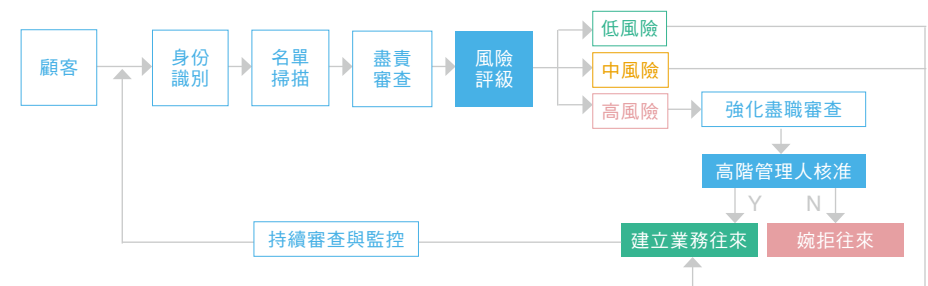 顧客
身份
識別
名單
掃描
盡責
審查
風險
評級
低風險
中風險
高風險
強化盡職審查
高階管理人核准
Y
N
建立業務往來
婉拒往來
持續審查與監控